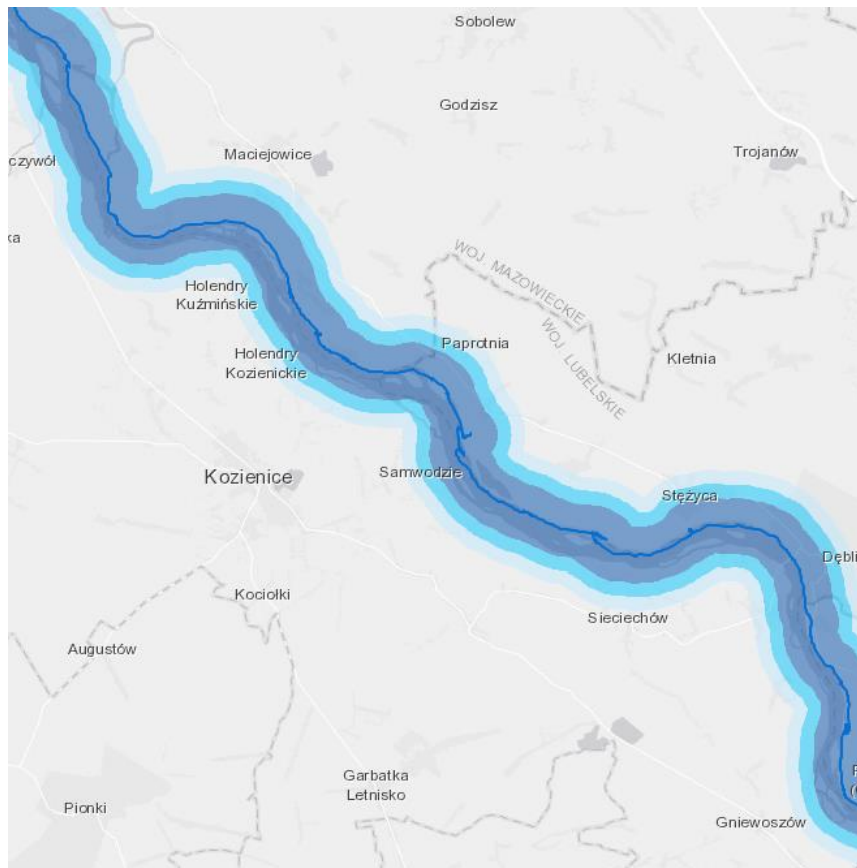 Sobolew
Godzisz
Trojanów
Maciejowice
czywół
ka
WOJ. MAZOWIECKIE
WOJ. LUBELSKIE
Holendry
Kuźmińskie
Paprotnia
Kletnia
Holendry
Kozienickie
Samwodzie
Kozienice
Stężyca
Dębli
Kociołki
Sieciechów
Augustów
Garbatka
Letnisko
Pionki
Gniewoszów